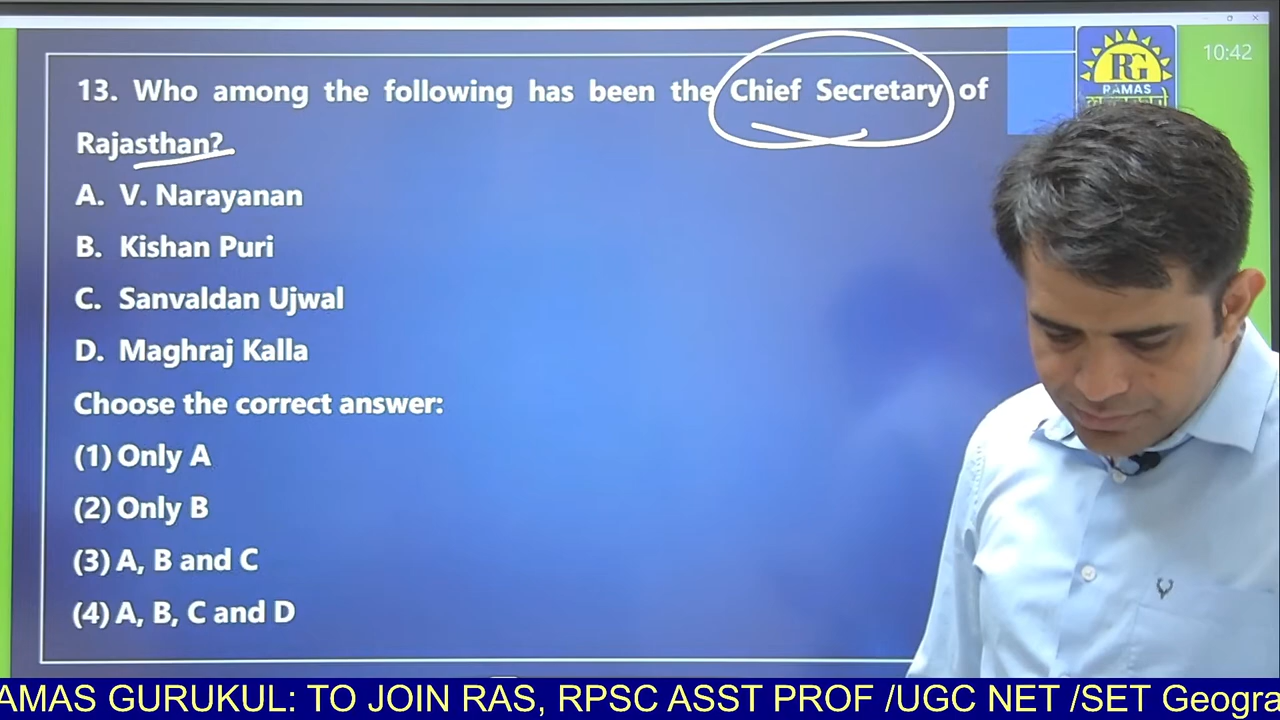 10:42
13. Who among the following has been the Chief Secretary of
Rajasthan?
A. V. Narayanan
B. Kishan Puri
C. Sanvaldan Ujwal
D. Maghraj Kalla
Choose the correct answer:
(1) Only A
(2) Only B
(3) A, B and C
(4) A, B, C and D
RG
RAMAS
AMAS GURUKUL: TO JOIN RAS, RPSC ASST PROF /UGC NET /SET Geogra